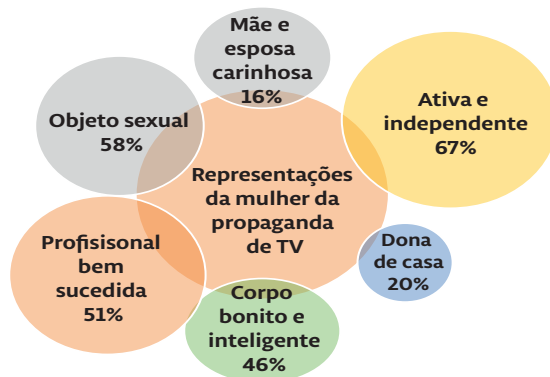 Mãe e
esposa
carinhosa
16%
Objeto sexual
58%
Ativa e
independente
67%
Representações
da mulher da
propaganda
de TV
Profisisonal
bem
sucedida
51%
Dona
de casa
20%
Corpo
bonito e
inteligente
46%